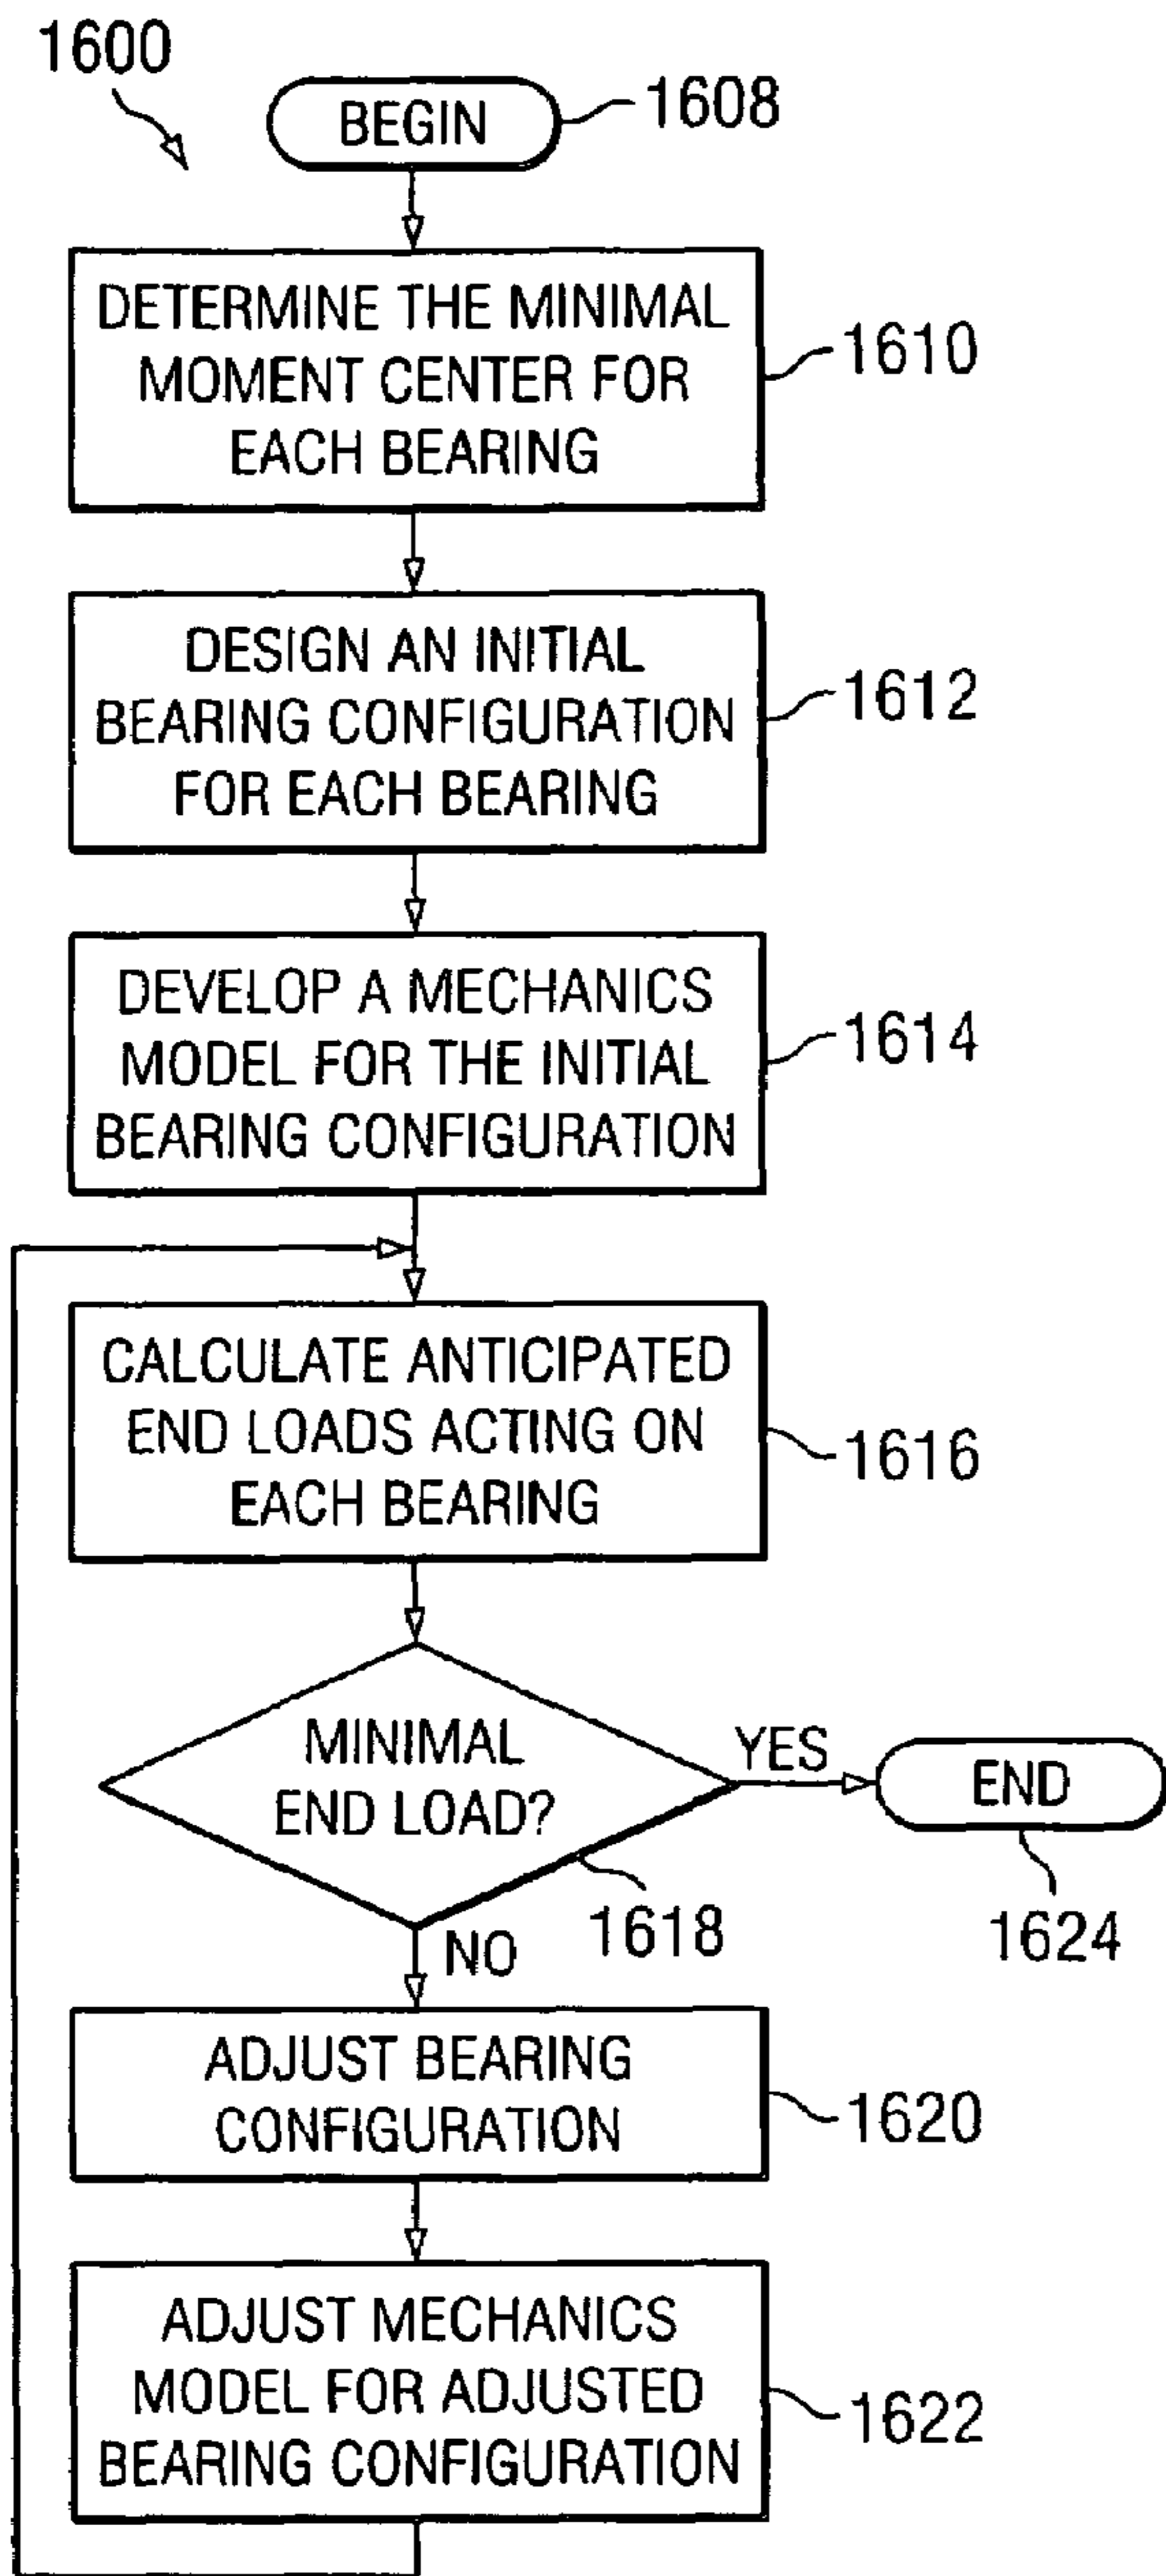 1600
BEGIN
1608
DETERMINE THE MINIMAL
MOMENT CENTER FOR
EACH BEARING
1610
DESIGN AN INITIAL
BEARING CONFIGURATION
FOR EACH BEARING
1612
DEVELOP A MECHANICS
MODEL FOR THE INITIAL
BEARING CONFIGURATION
1614
CALCULATE ANTICIPATED
END LOADS ACTING ON
EACH BEARING
1616
MINIMAL
END LOAD?
1618
YES
END
1624
NO
ADJUST BEARING
CONFIGURATION
1620
ADJUST MECHANICS
MODEL FOR ADJUSTED
BEARING CONFIGURATION
1622